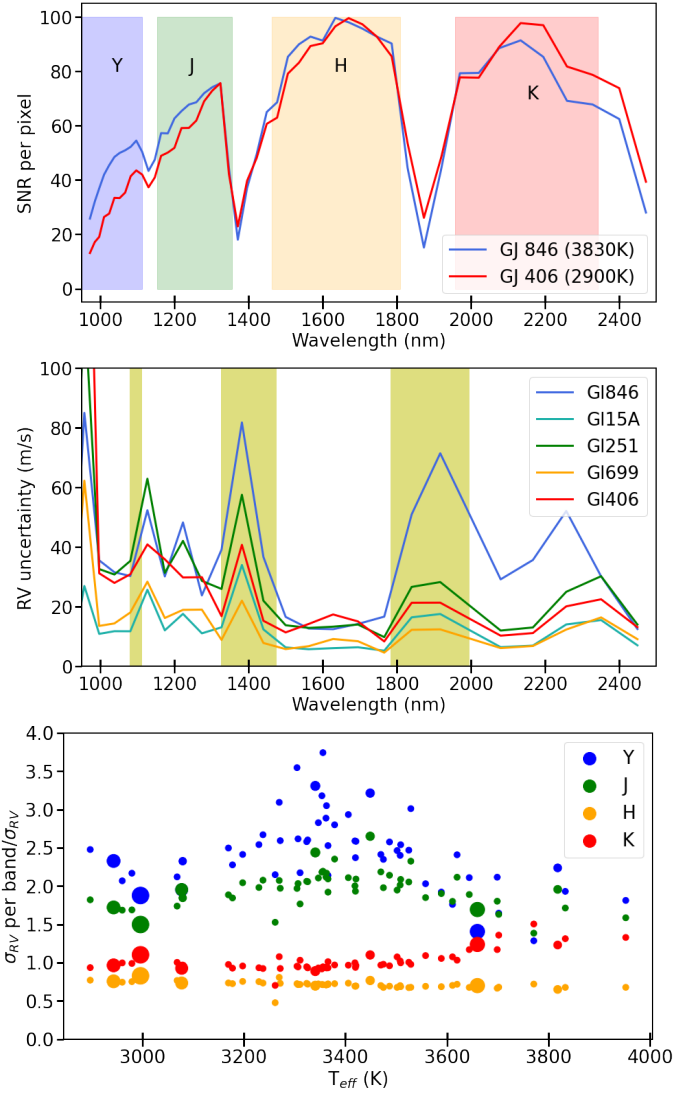 100
80
60
40
20
0
SNR per pixel
Y
J
H
K
GJ 846 (3830K)
GJ 406 (2900K)
1000 1200 1400 1600 1800 2000 2200 2400
Wavelength (nm)
100
80
60
40
20
0
RV uncertainty (m/s)
Gl846
Gl15A
Gl251
Gl699
Gl406
1000 1200 1400 1600 1800 2000 2200 2400
Wavelength (nm)
4.0
3.5
3.0
2.5
2.0
1.5
1.0
0.5
0.0
σRV per band/σRV
Y
J
H
K
3000 3200 3400 3600 3800 4000
Teff (K)